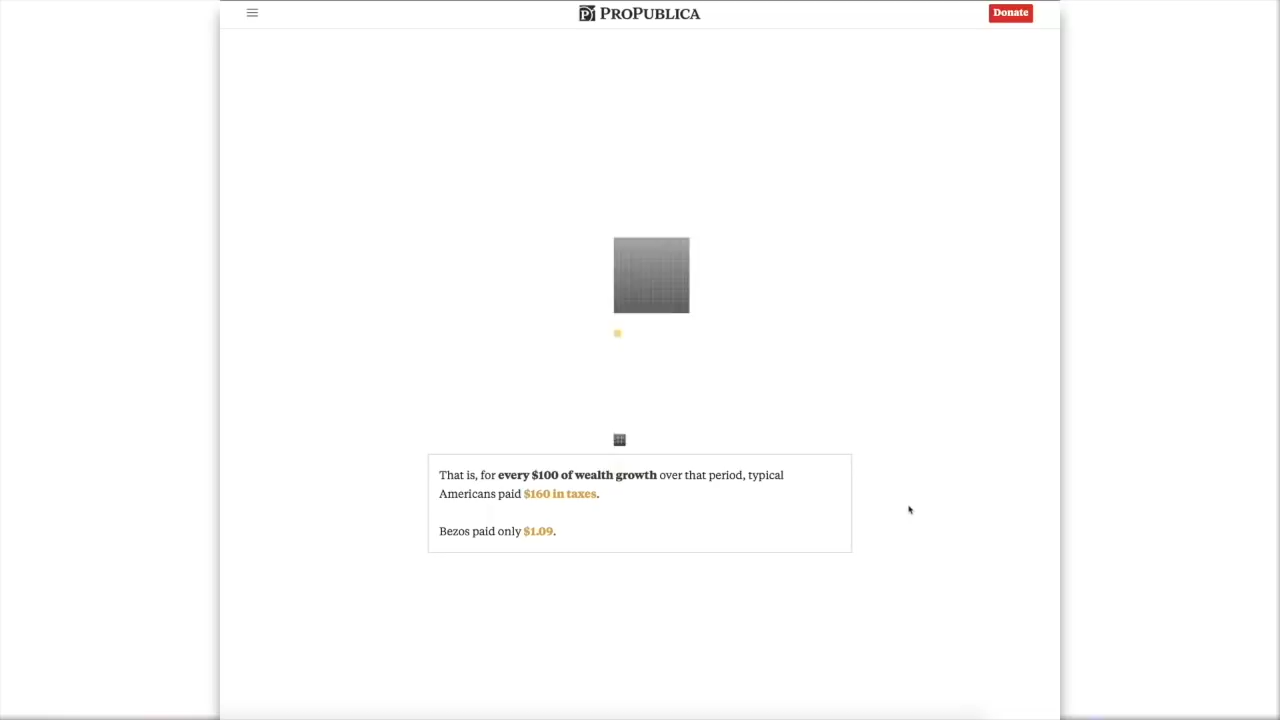 PROPUBLICA
Donate
That is, for every $100 of wealth growth over that period, typical
Americans paid $160 in taxes.
Bezos paid only $1.09.